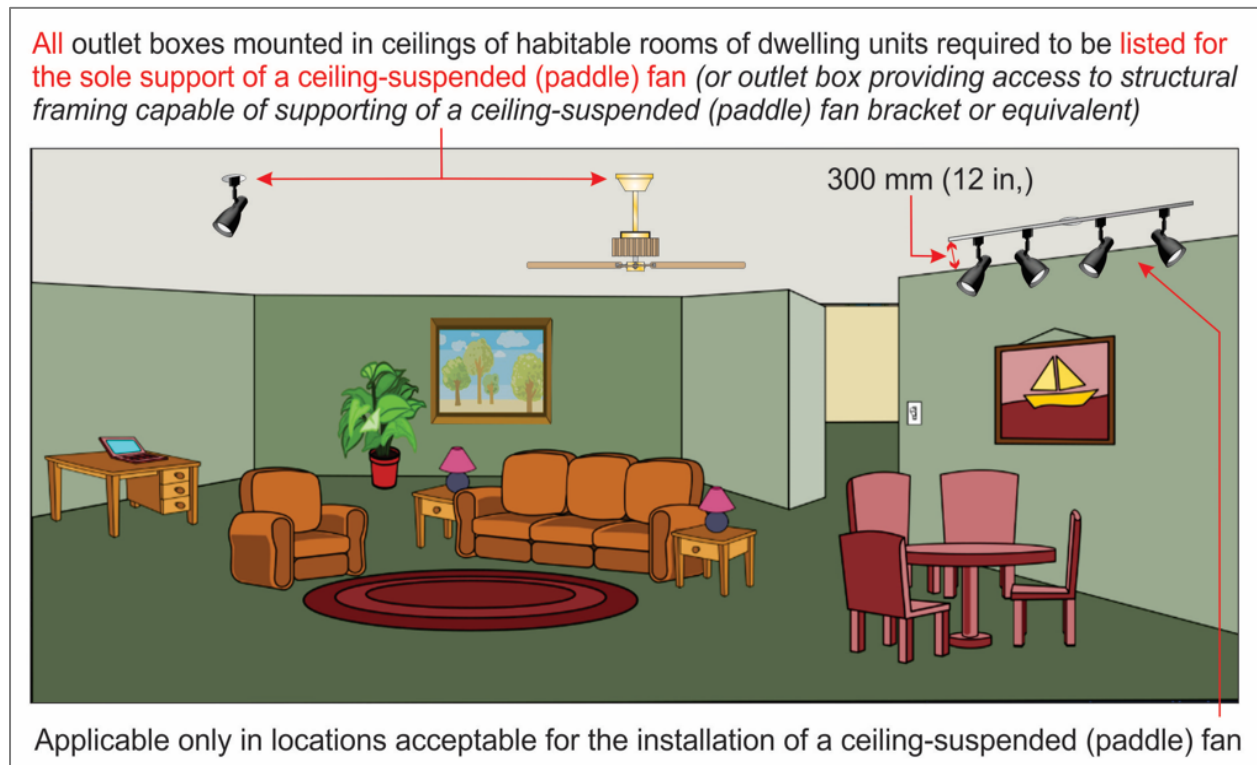 All outlet boxes mounted in ceilings of habitable rooms of dwelling units required to be listed for
the sole support of a ceiling-suspended (paddle) fan (or outlet box providing access to structural
framing capable of supporting of a ceiling-suspended (paddle) fan bracket or equivalent)
300 mm (12 in,)
Applicable only in locations acceptable for the installation of a ceiling-suspended (paddle) fan